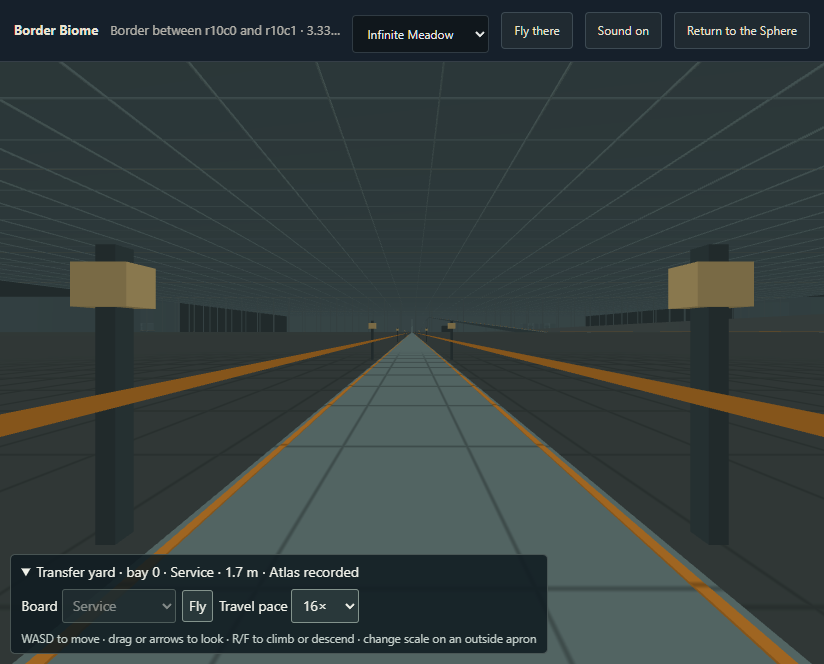 Border Biome Border between r10c0 and r10c1 · 3.33... Infinite Meadow Fly there Sound on Return to the Sphere
▼ Transfer yard · bay 0 · Service · 1.7 m · Atlas recorded
Board Service Fly Travel pace 16×
WASD to move · drag or arrows to look · R/F to climb or descend · change scale on an outside apron